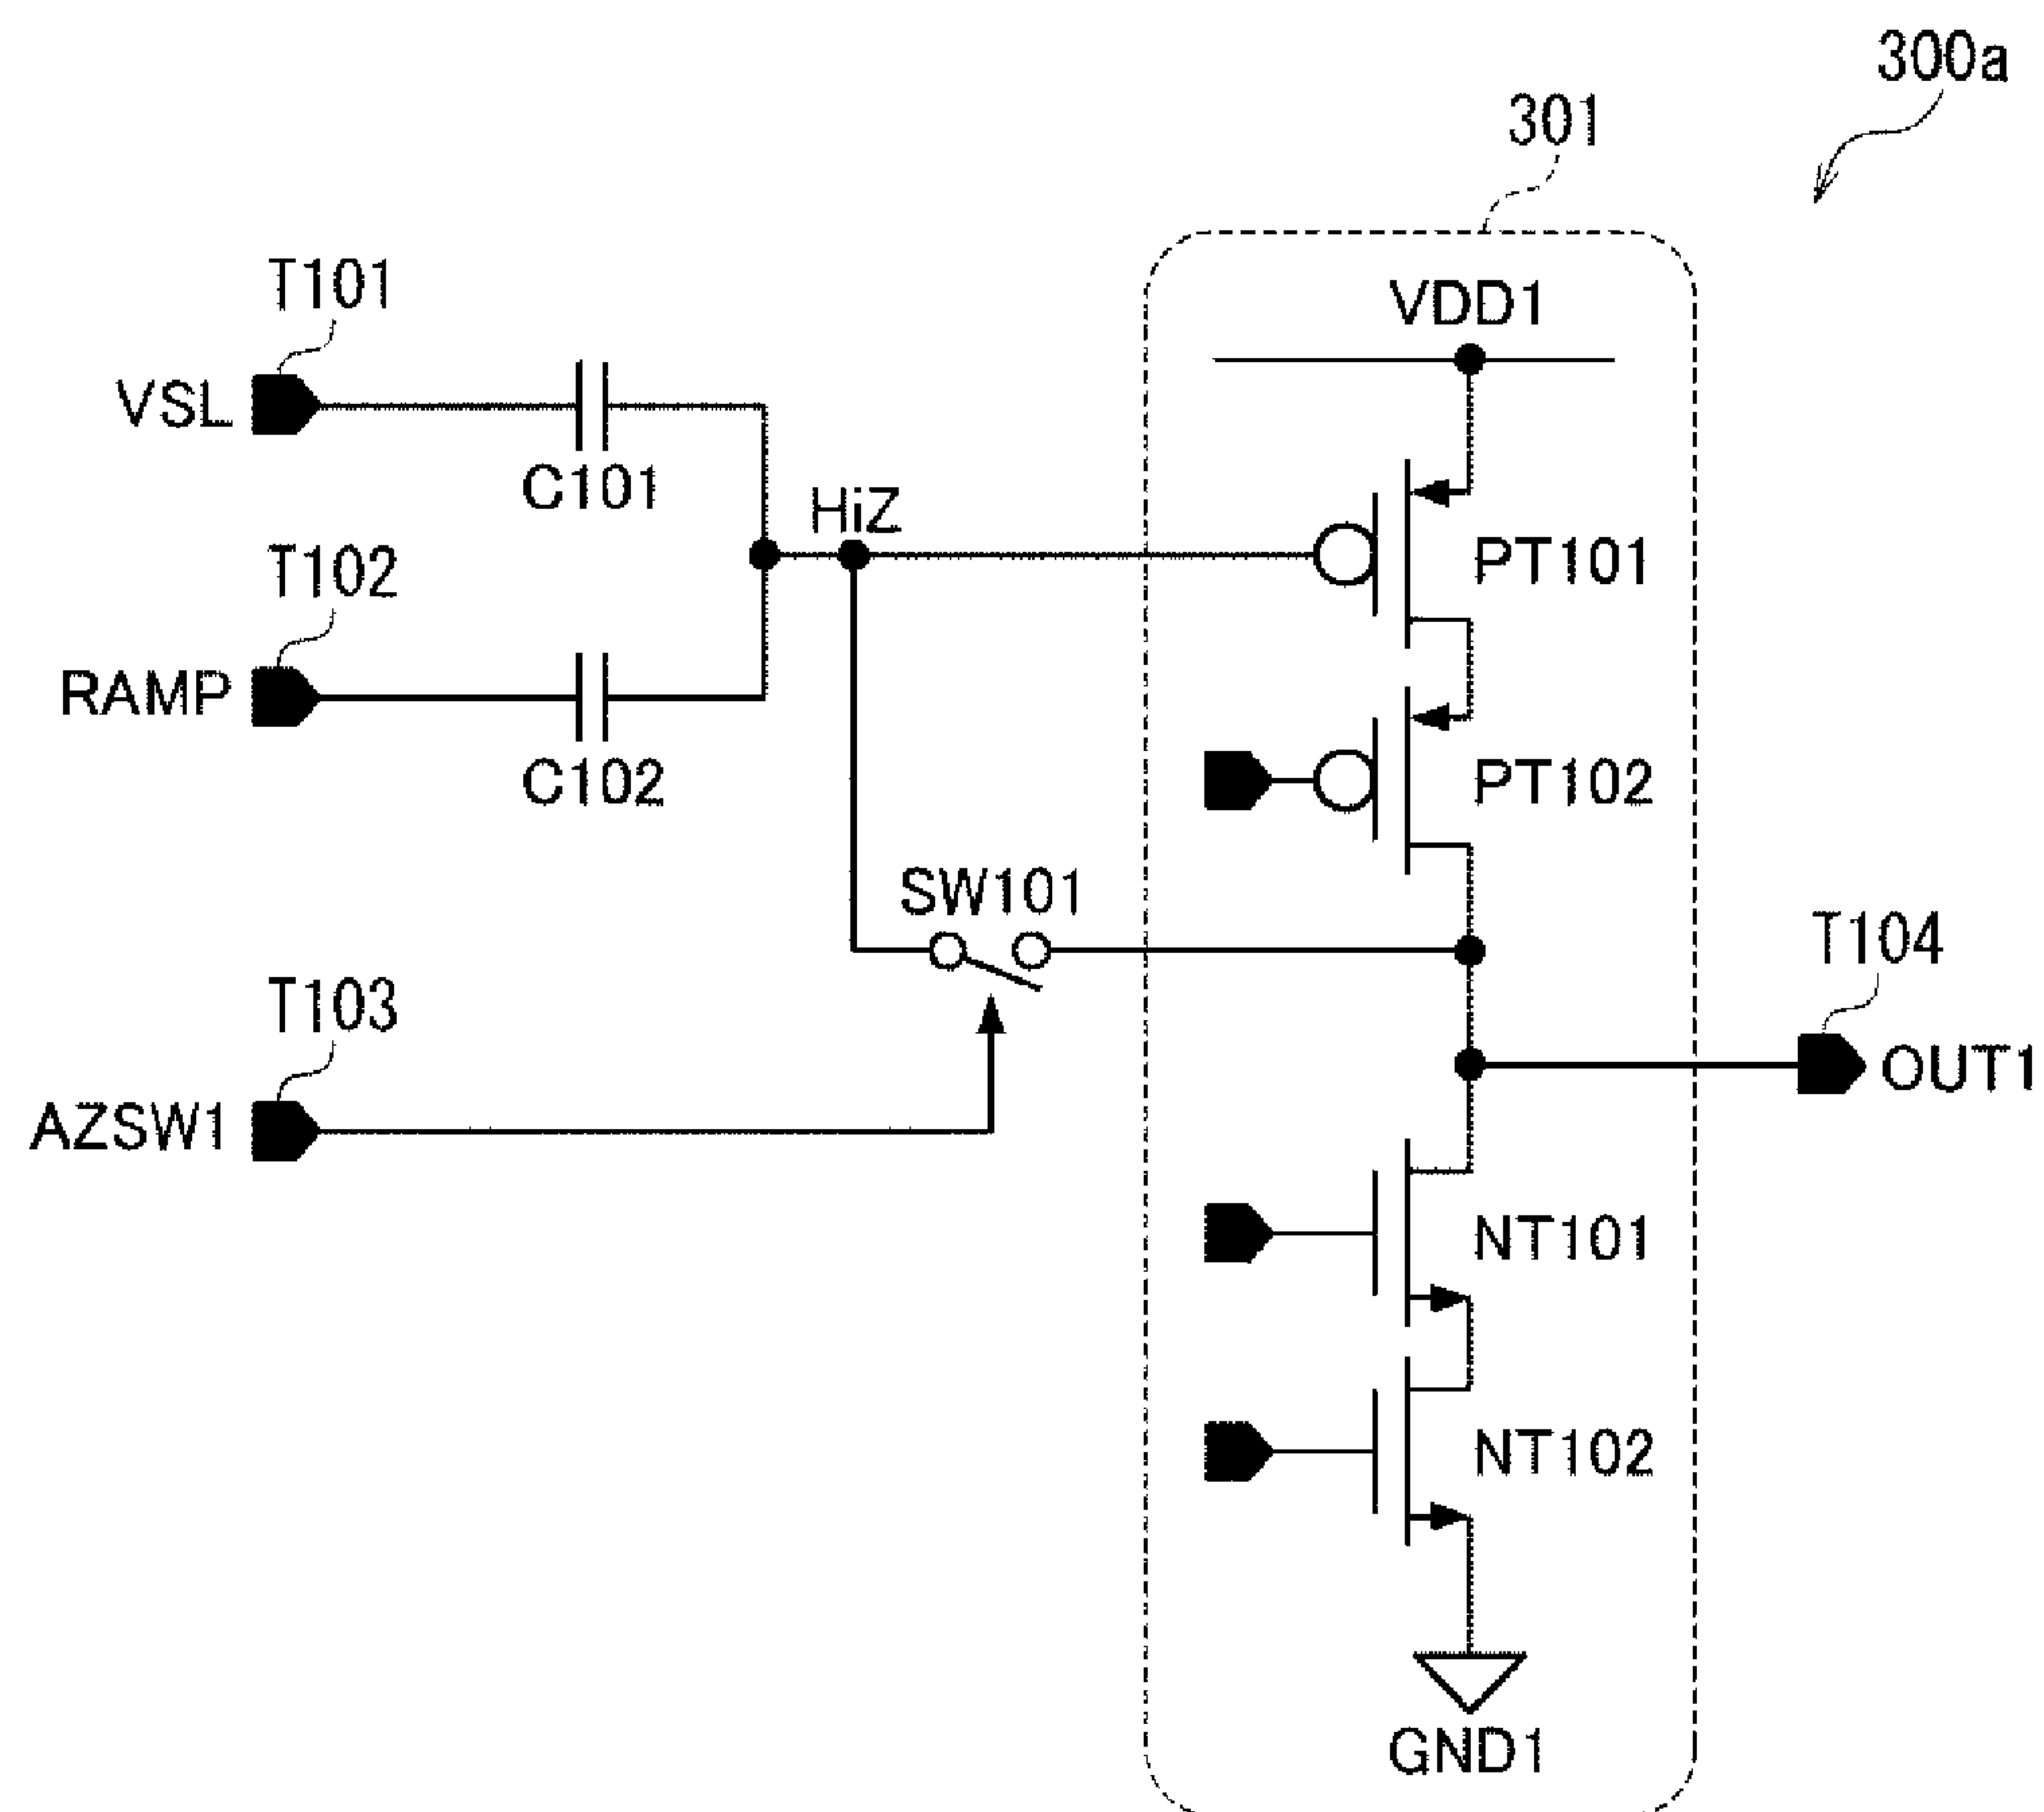 300a
301
T101
VDD1
VSL
C101
HiZ
PT101
T102
RAMP
C102
PT102
SW101
T104
T103
OUT1
AZSW1
NT101
NT102
GND1